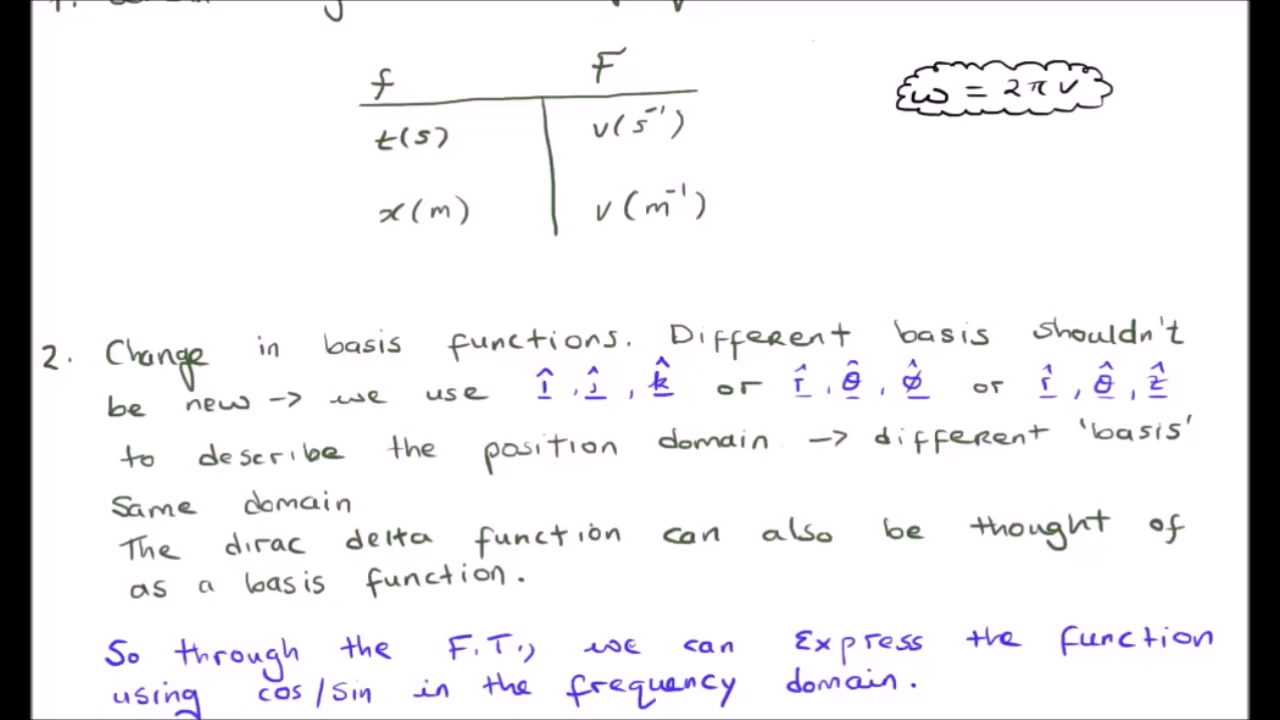 f F
ω = 2πν
t(s) ν(s⁻¹)
x(m) ν(m⁻¹)
2. Change in basis functions. Different basis shouldn't
be new -> we use î, ĵ, k̂ or r̂, θ̂, φ̂ or r̂, θ̂, ẑ
to describe the position domain -> different 'basis'
Same domain
The dirac delta function can also be thought of
as a basis function.
So through the F.T., we can Express the function
using cos/sin in the frequency domain.